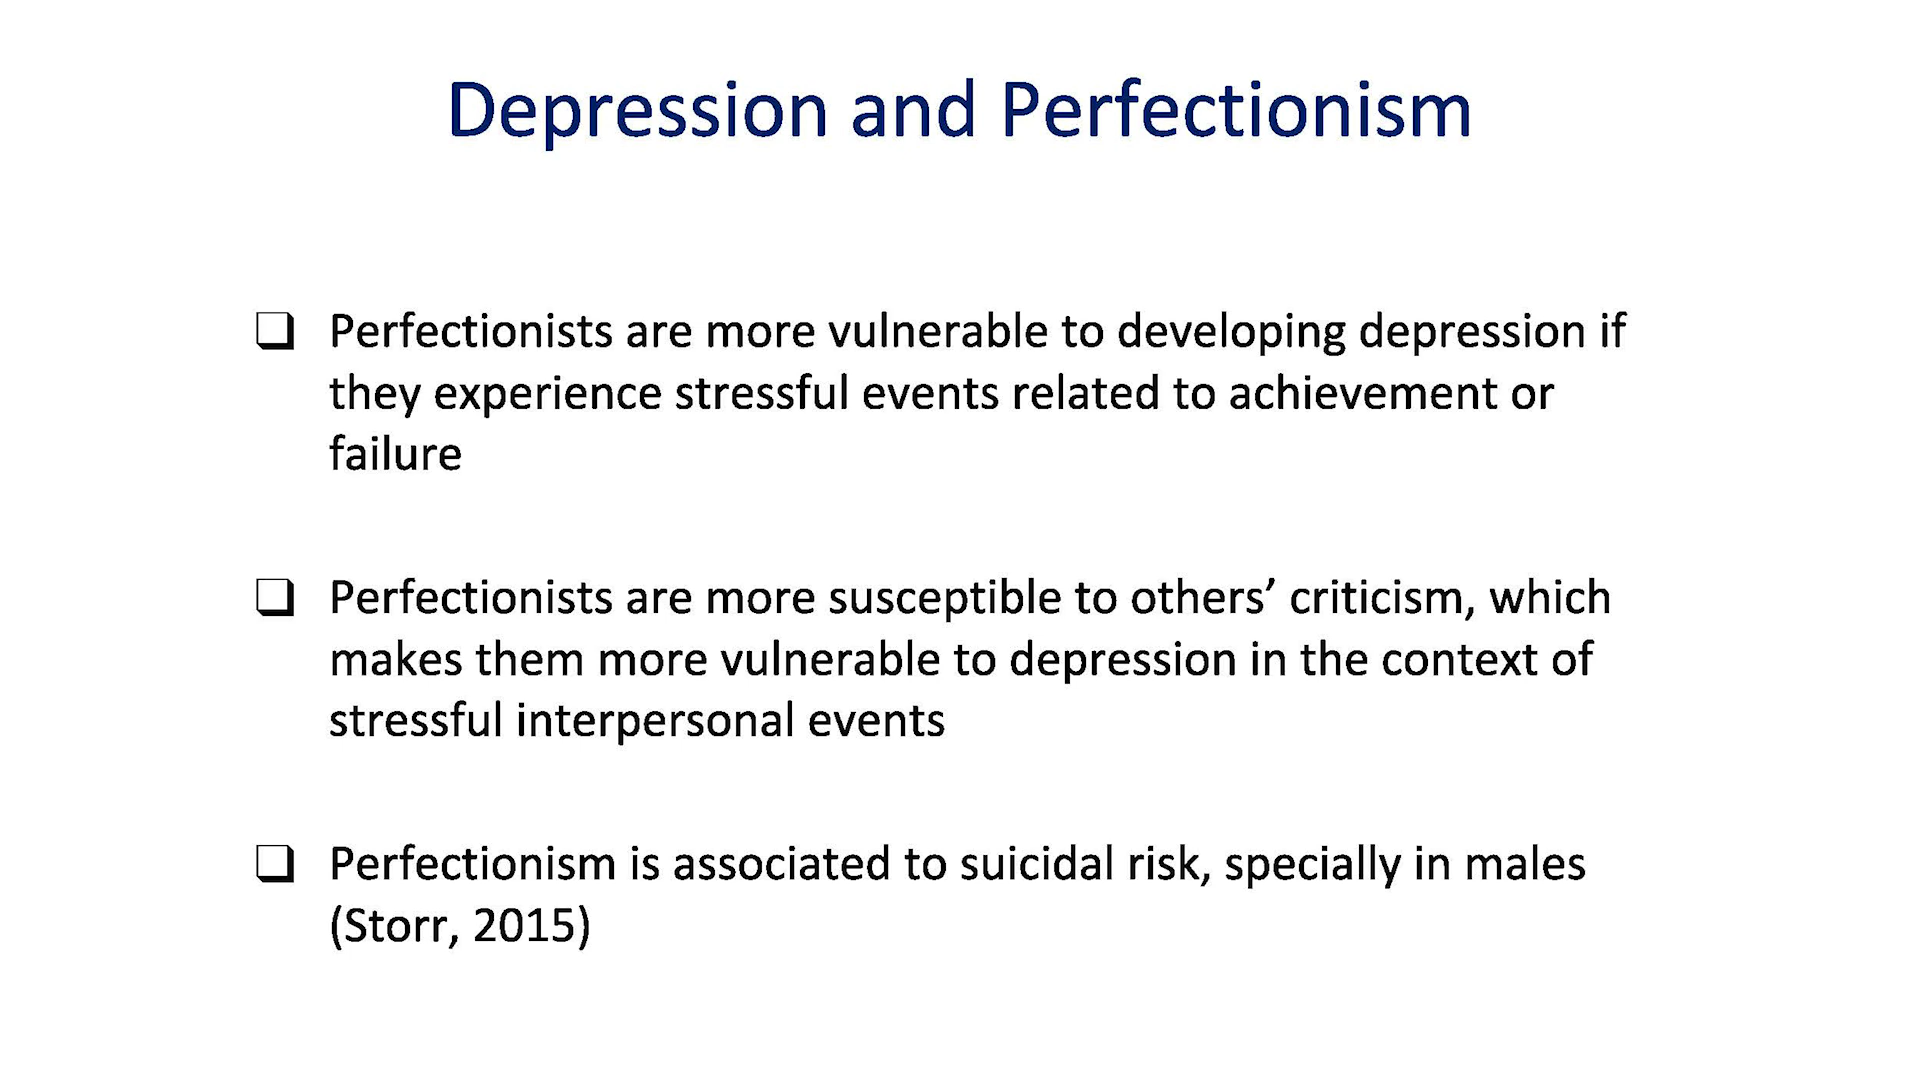 Depression and Perfectionism
❑ Perfectionists are more vulnerable to developing depression if
they experience stressful events related to achievement or
failure
❑ Perfectionists are more susceptible to others’ criticism, which
makes them more vulnerable to depression in the context of
stressful interpersonal events
❑ Perfectionism is associated to suicidal risk, specially in males
(Storr, 2015)